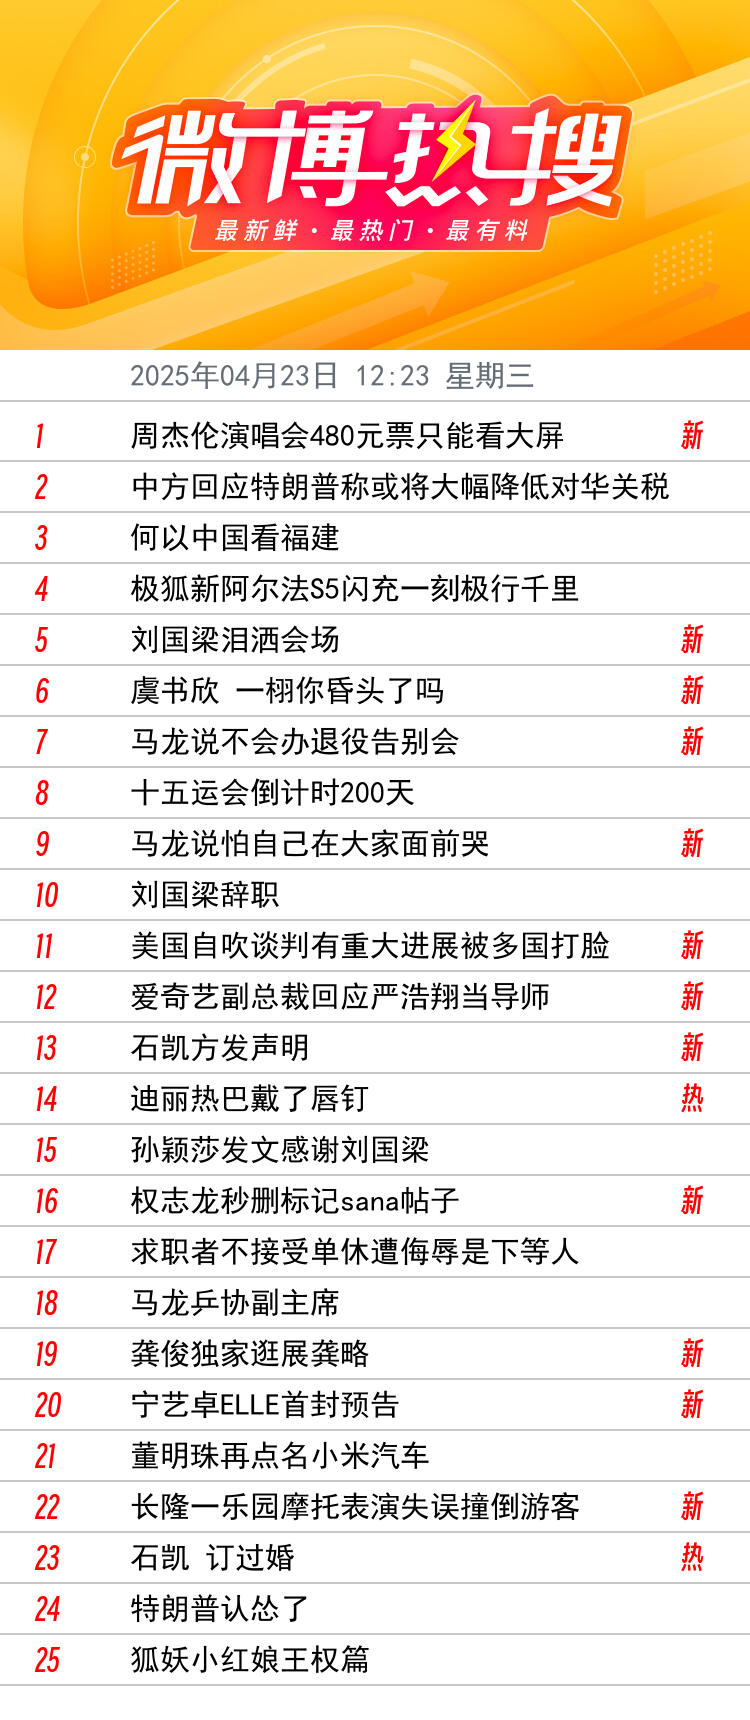 微博热搜
最新鲜·最热门·最有料
2025年04月23日 12:23 星期三
1 周杰伦演唱会480元票只能看大屏 新
2 中方回应特朗普称或将大幅降低对华关税
3 何以中国看福建
4 极狐新阿尔法S5闪充一刻极行千里
5 刘国梁泪洒会场 新
6 虞书欣 一栩你昏头了吗 新
7 马龙说不会办退役告别会 新
8 十五运会倒计时200天
9 马龙说怕自己在大家面前哭 新
10 刘国梁辞职
11 美国自吹谈判有重大进展被多国打脸 新
12 爱奇艺副总裁回应严浩翔当导师 新
13 石凯方发声明 新
14 迪丽热巴戴了唇钉 热
15 孙颖莎发文感谢刘国梁
16 权志龙秒删标记sana帖子 新
17 求职者不接受单休遭侮辱是下等人
18 马龙乒协副主席
19 龚俊独家逛展龚略 新
20 宁艺卓ELLE首封预告 新
21 董明珠再点名小米汽车
22 长隆一乐园摩托表演失误撞倒游客 新
23 石凯 订过婚 热
24 特朗普认怂了
25 狐妖小红娘王权篇